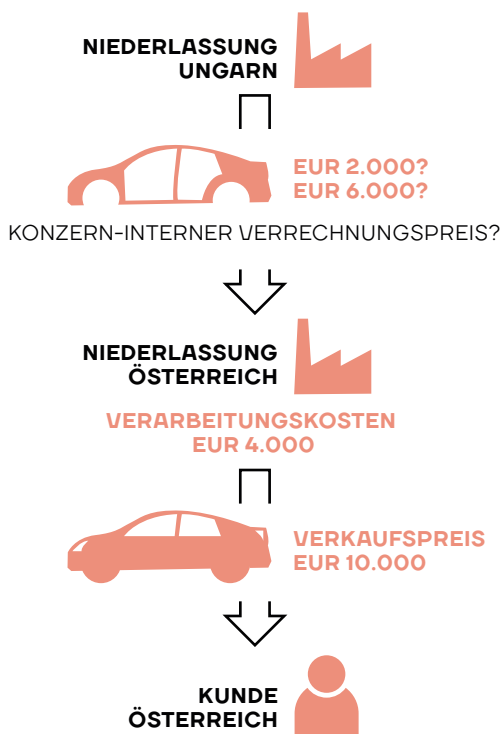 NIEDERLASSUNG
UNGARN
EUR 2.000?
EUR 6.000?
KONZERN-INTERNER VERRECHNUNGSPREIS?
NIEDERLASSUNG
ÖSTERREICH
VERARBEITUNGSKOSTEN
EUR 4.000
VERKAUFSPREIS
EUR 10.000
KUNDE
ÖSTERREICH